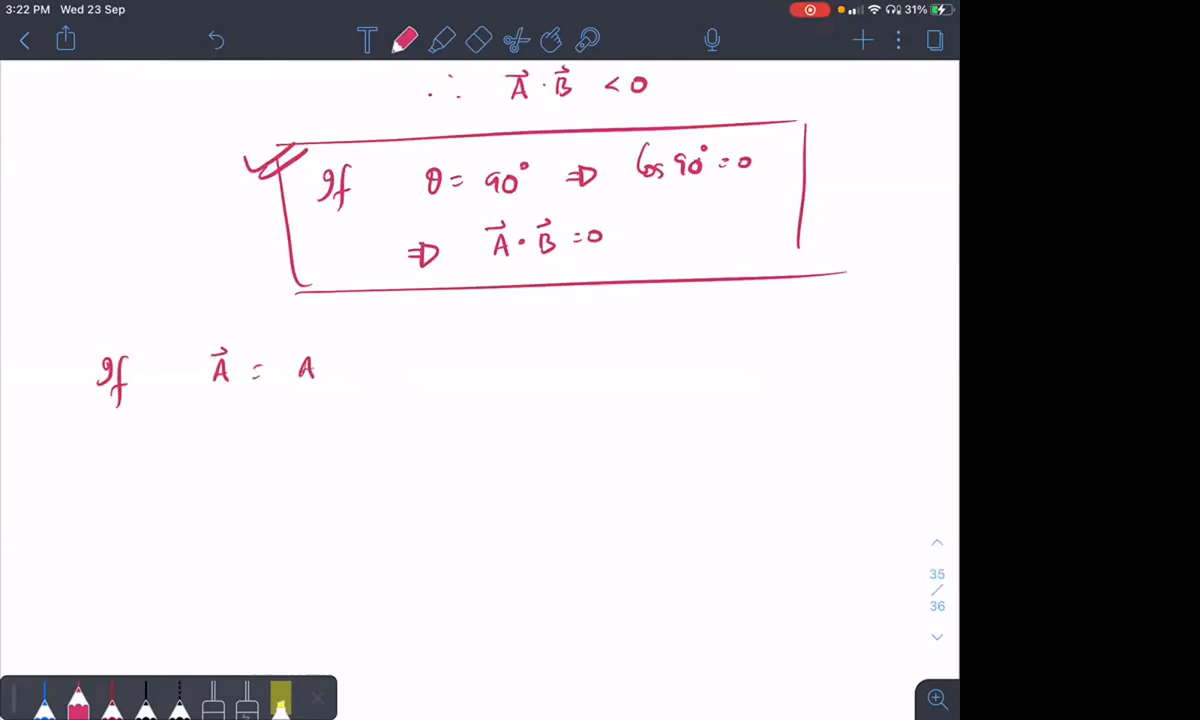 3:22 PM Wed 23 Sep 31%
T
∴ A⃗ · B⃗ < 0
If θ = 90° ⇒ Cos 90° = 0
⇒ A⃗ · B⃗ = 0
If A⃗ = A
35
/
36